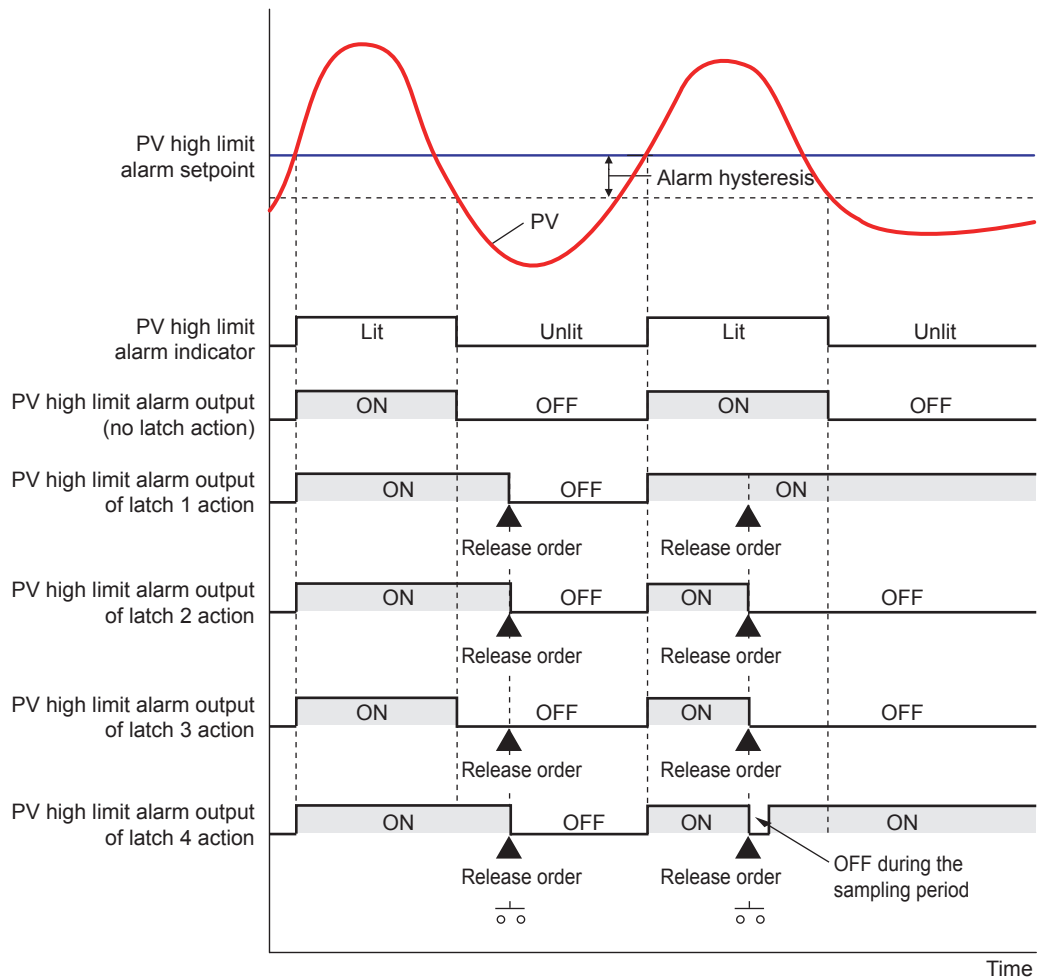 PV high limit
alarm setpoint
Alarm hysteresis
PV
PV high limit
alarm indicator
Lit
Unlit
Lit
Unlit
PV high limit alarm output
(no latch action)
ON
OFF
ON
OFF
PV high limit alarm output
of latch 1 action
ON
OFF
ON
Release order
Release order
PV high limit alarm output
of latch 2 action
ON
OFF
ON
OFF
Release order
Release order
PV high limit alarm output
of latch 3 action
ON
OFF
ON
OFF
Release order
Release order
PV high limit alarm output
of latch 4 action
ON
OFF
ON
ON
Release order
Release order
OFF during the
sampling period
Time